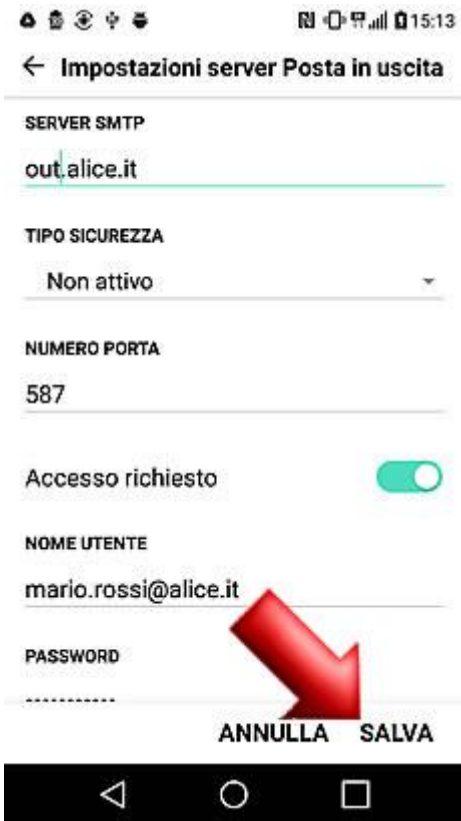 15:13
Impostazioni server Posta in uscita
SERVER SMTP
out.alice.it
TIPO SICUREZZA
Non attivo
NUMERO PORTA
587
Accesso richiesto
NOME UTENTE
mario.rossi@alice.it
PASSWORD
ANNULLA SALVA